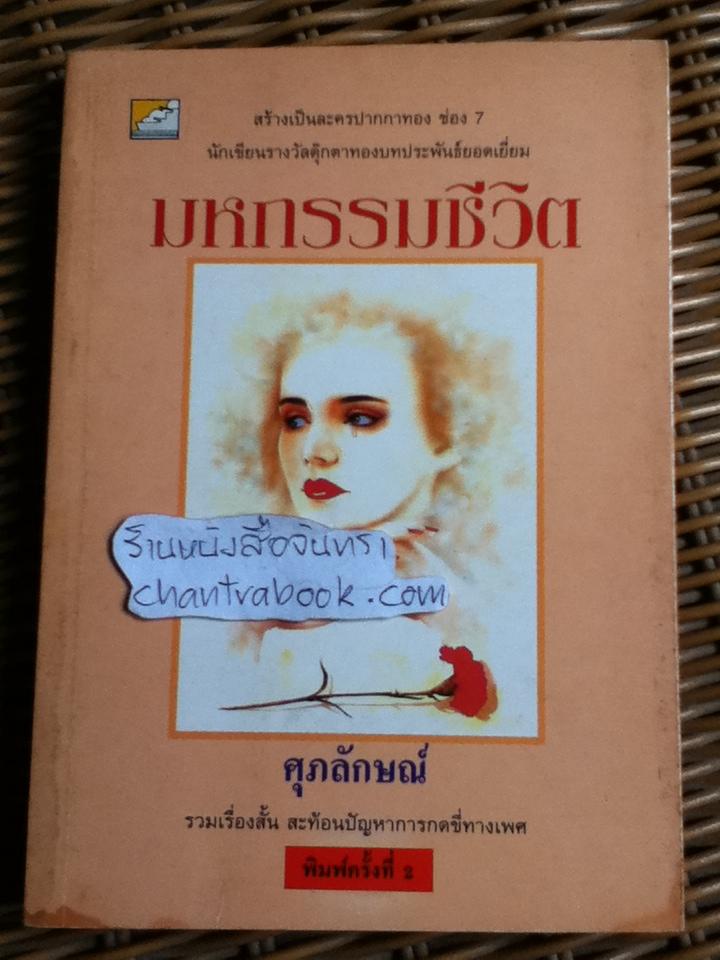 สร้างเป็นละครปากกาทอง ช่อง 7
นักเขียนรางวัลตุ๊กตาทองบทประพันธ์ยอดเยี่ยม
มหกรรมชีวิต
ร้านหนังสือจันทรา
chantrabook.com
ศุภลักษณ์
รวมเรื่องสั้น สะท้อนปัญหาการกดขี่ทางเพศ
พิมพ์ครั้งที่ 2